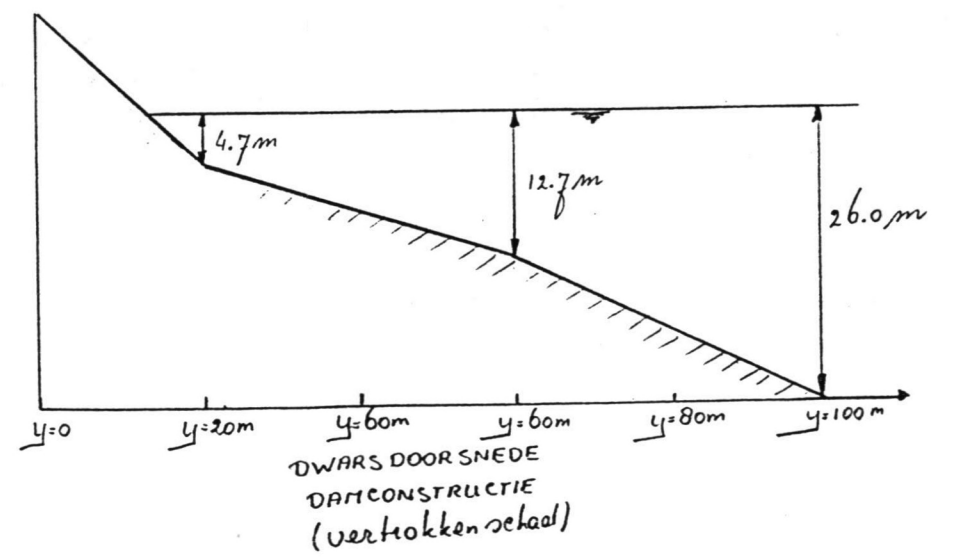 4.7m
12.7m
26.0m
y=0
y=20m
y=60m
y=60m
y=80m
y=100m
DWARS DOORSNEDE
DAMCONSTRUCTIE
(vertrokken schaal)